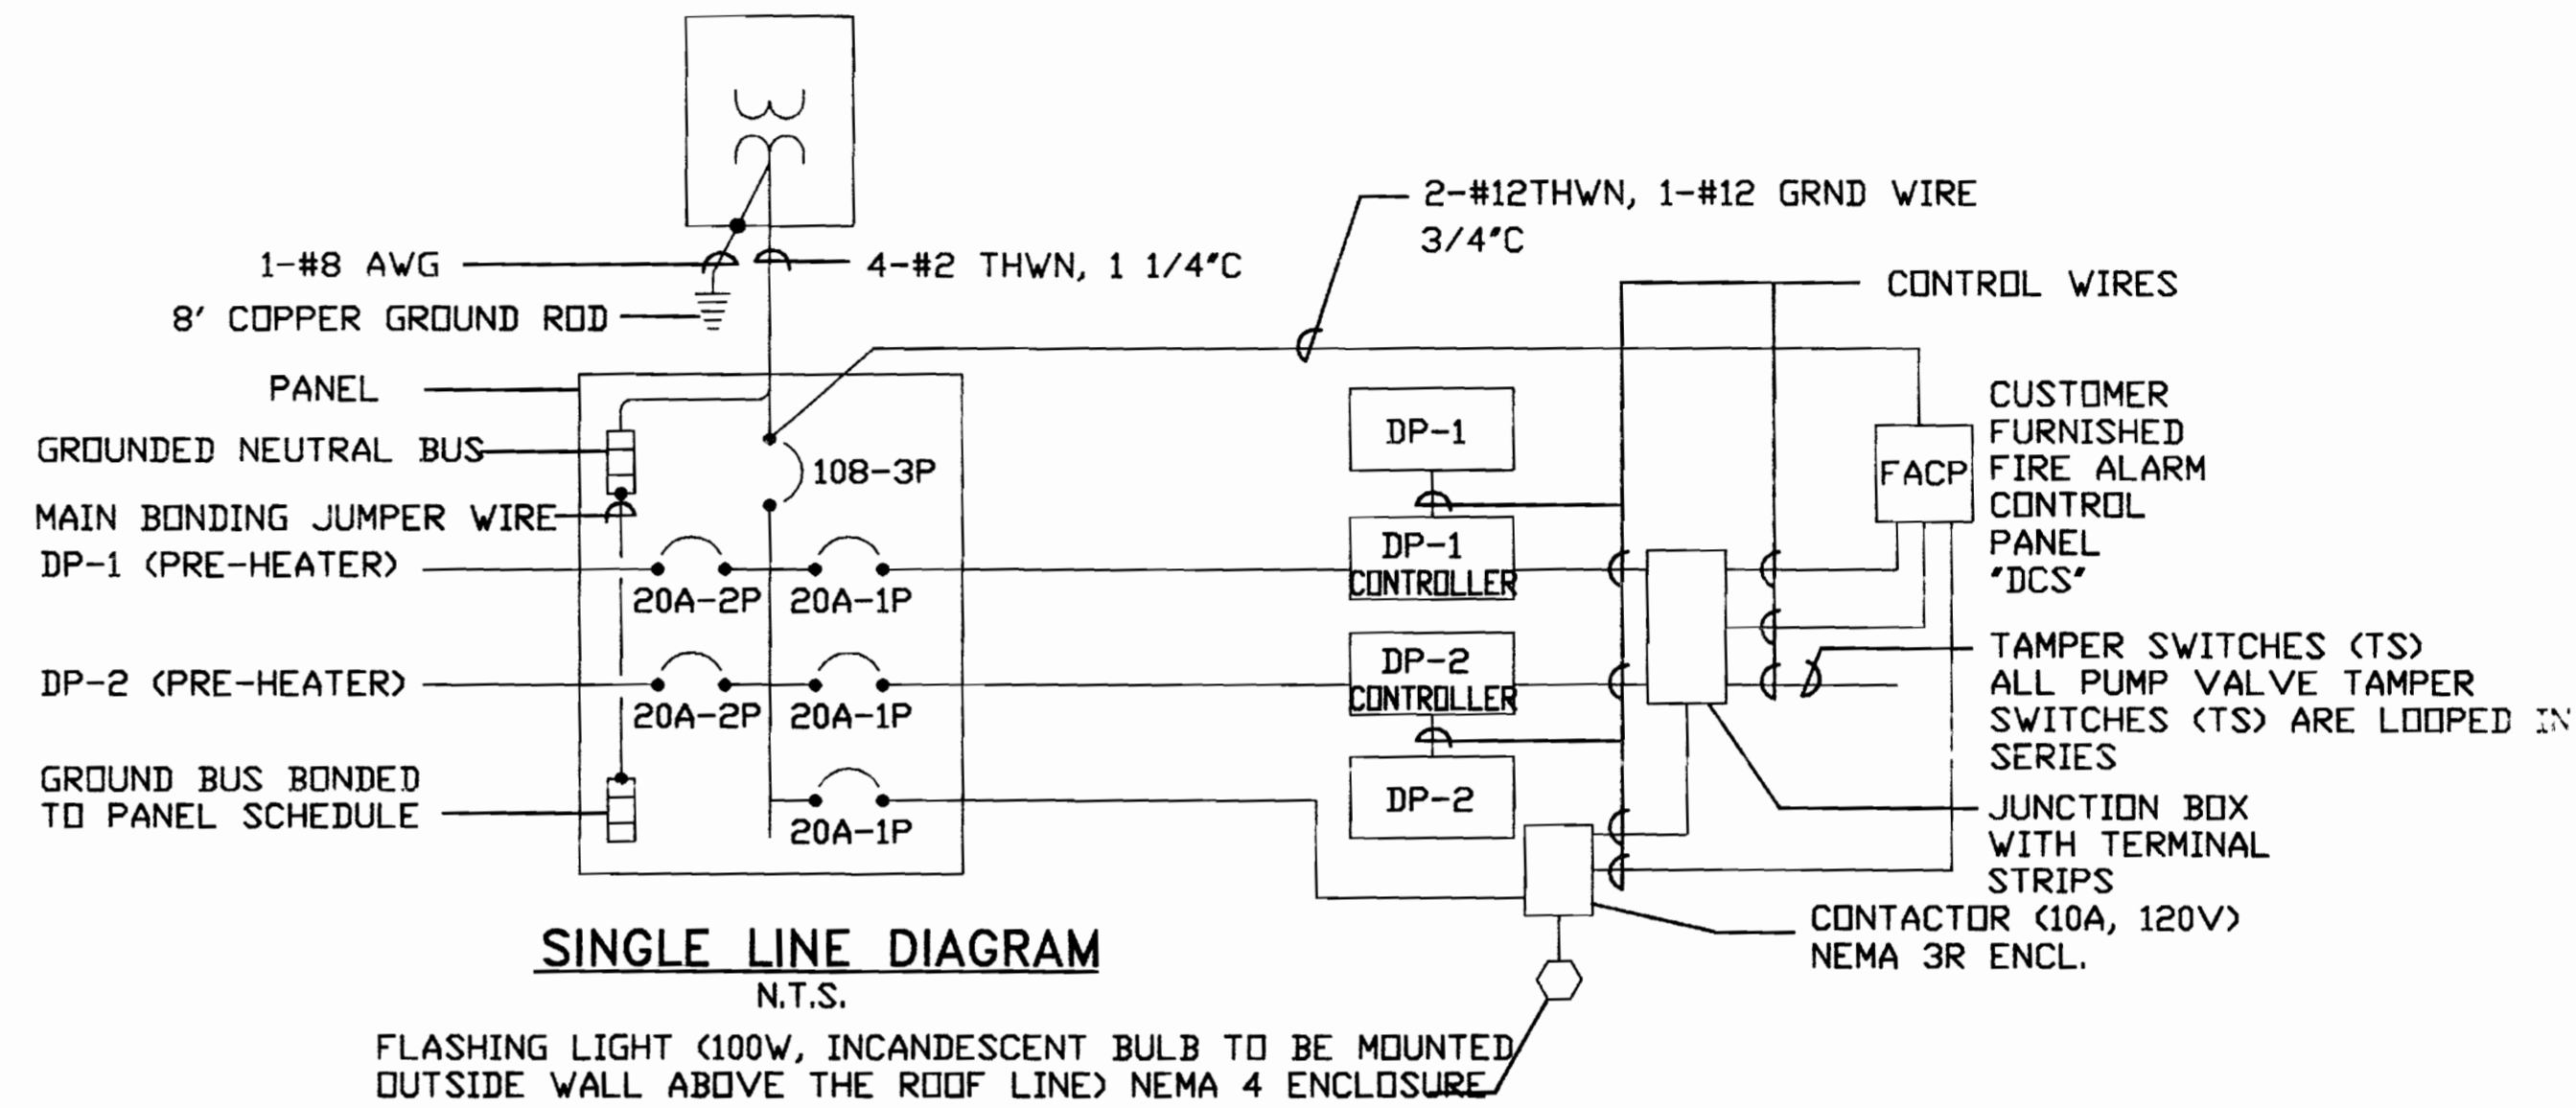 2-#12THWN, 1-#12 GRND WIRE
3/4"C
1-#8 AWG
4-#2 THWN, 1 1/4"C
CONTROL WIRES
8' COPPER GROUND ROD
PANEL
GROUNDED NEUTRAL BUS
108-3P
MAIN BONDING JUMPER WIRE
DP-1 (PRE-HEATER)
20A-2P
20A-1P
DP-2 (PRE-HEATER)
20A-2P
20A-1P
GROUND BUS BONDED
TO PANEL SCHEDULE
20A-1P
DP-1
DP-1
CONTROLLER
DP-2
CONTROLLER
DP-2
FACP
CUSTOMER
FURNISHED
FIRE ALARM
CONTROL
PANEL
"DCS"
TAMPER SWITCHES (TS)
ALL PUMP VALVE TAMPER
SWITCHES (TS) ARE LOOPED IN
SERIES
JUNCTION BOX
WITH TERMINAL
STRIPS
CONTACTOR (10A, 120V)
NEMA 3R ENCL.
SINGLE LINE DIAGRAM
N.T.S.
FLASHING LIGHT (100W, INCANDESCENT BULB TO BE MOUNTED
OUTSIDE WALL ABOVE THE ROOF LINE) NEMA 4 ENCLOSURE